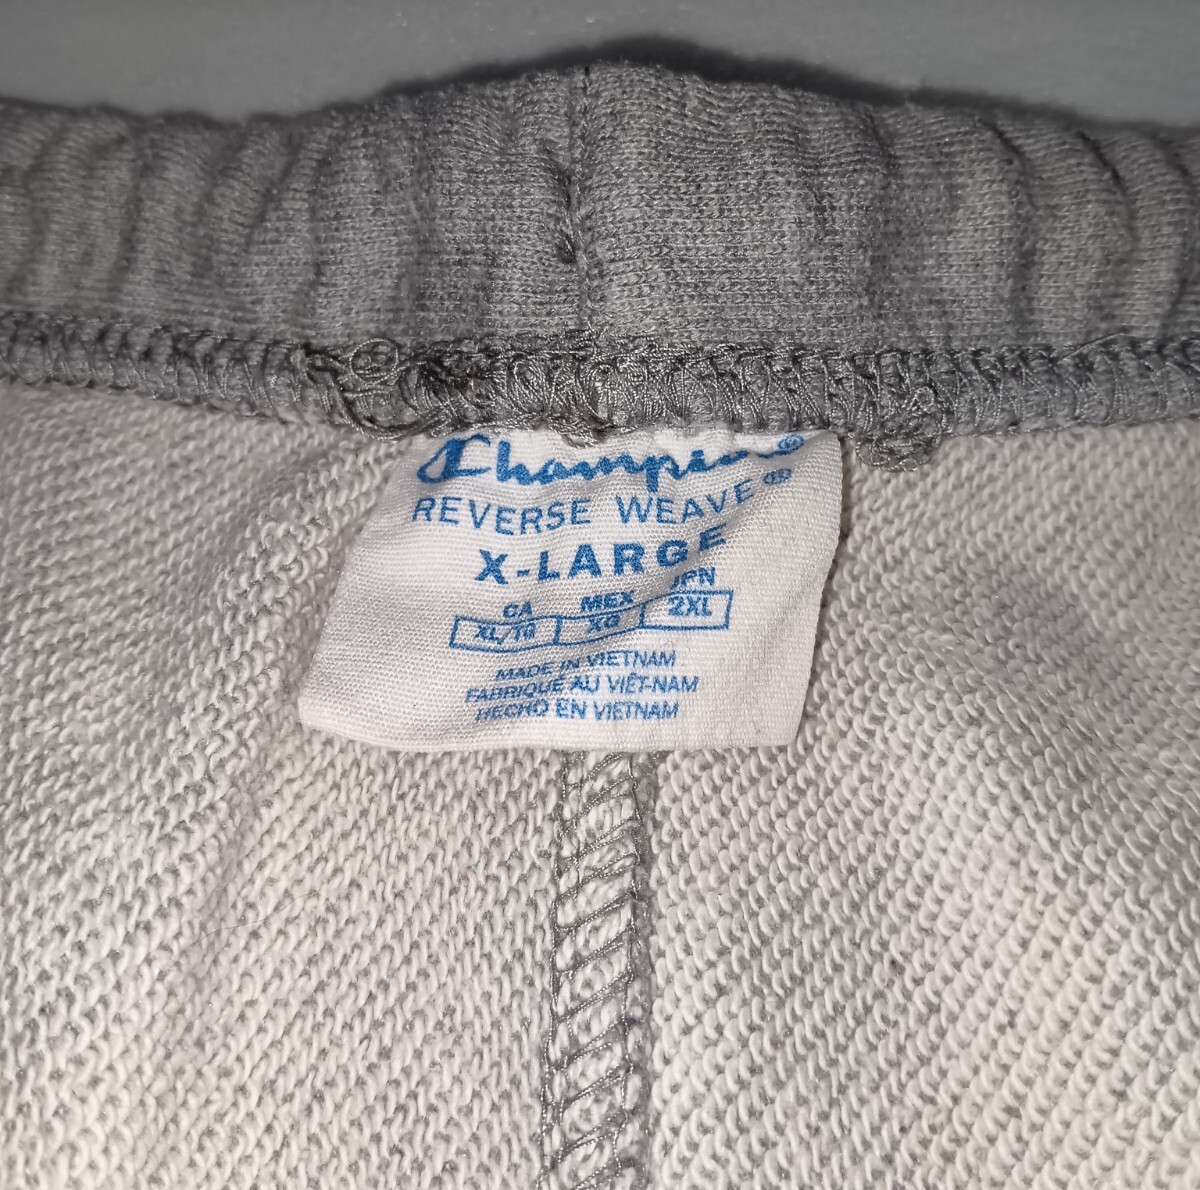 Champion®
REVERSE WEAVE®
X-LARGE
CA MEX JPN
XL/TG XG 2XL
MADE IN VIETNAM
FABRIQUÉ AU VIÊT-NAM
HECHO EN VIETNAM